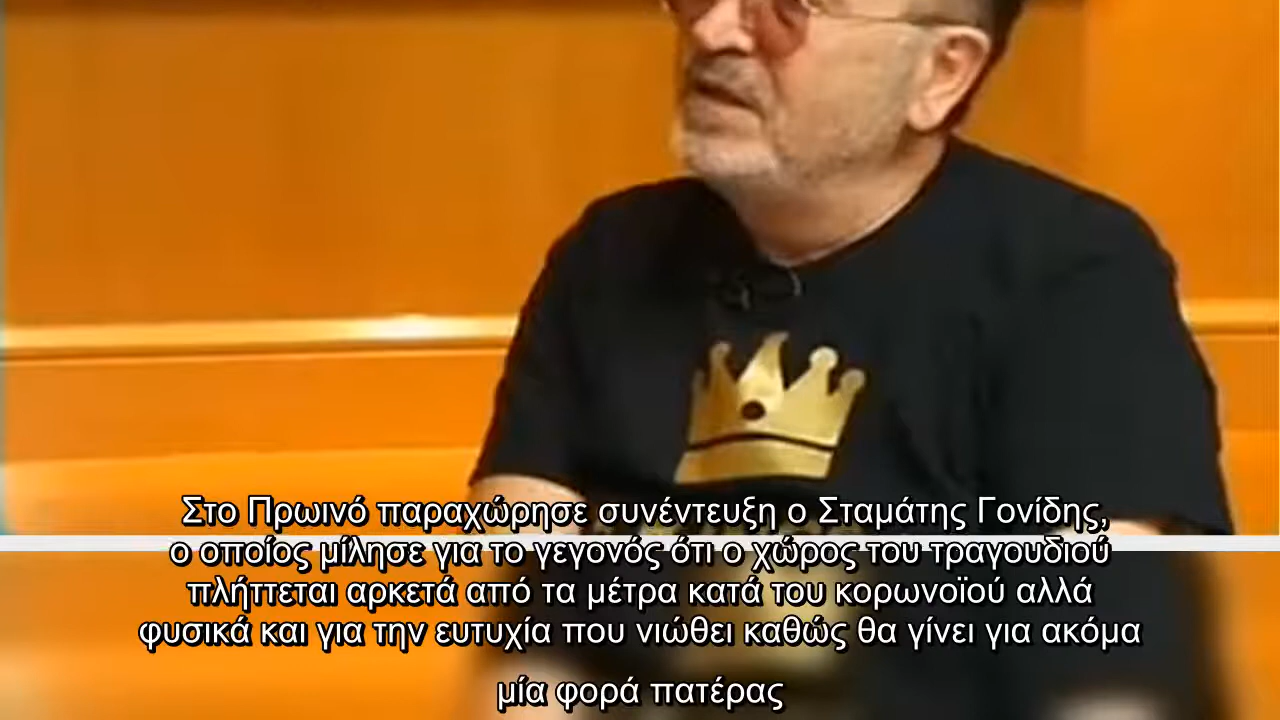 Στο Πρωινό παραχώρησε συνέντευξη ο Σταμάτης Γονίδης,
ο οποίος μίλησε για το γεγονός ότι ο χώρος του τραγουδιού
πλήττεται αρκετά από τα μέτρα κατά του κορωνοϊού αλλά
φυσικά και για την ευτυχία που νιώθει καθώς θα γίνει για ακόμα
μία φορά πατέρας